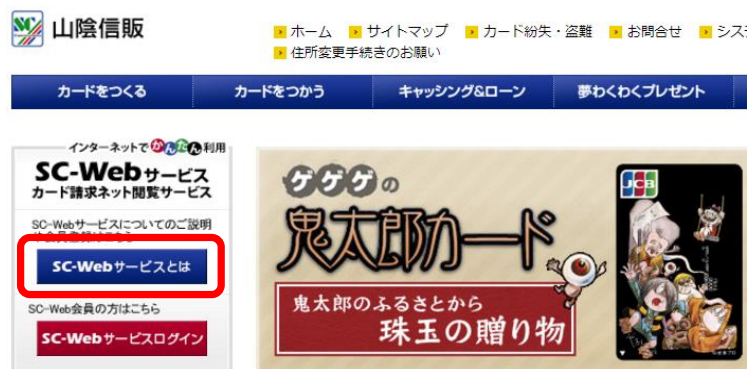 SC 山陰信販
ホーム サイトマップ カード紛失・盗難 お問合せ シス
住所変更手続きのお願い
カードをつくる カードをつかう キャッシング&ローン 夢わくわくプレゼント
インターネットでかんたん利用
SC-Webサービス
カード請求ネット閲覧サービス
SC-Webサービスについてのご説明
SC-Webサービスとは
SC-Web会員の方はこちら
SC-Webサービスログイン
ゲゲゲの
鬼太郎カード
鬼太郎のふるさとから
珠玉の贈り物
JCB